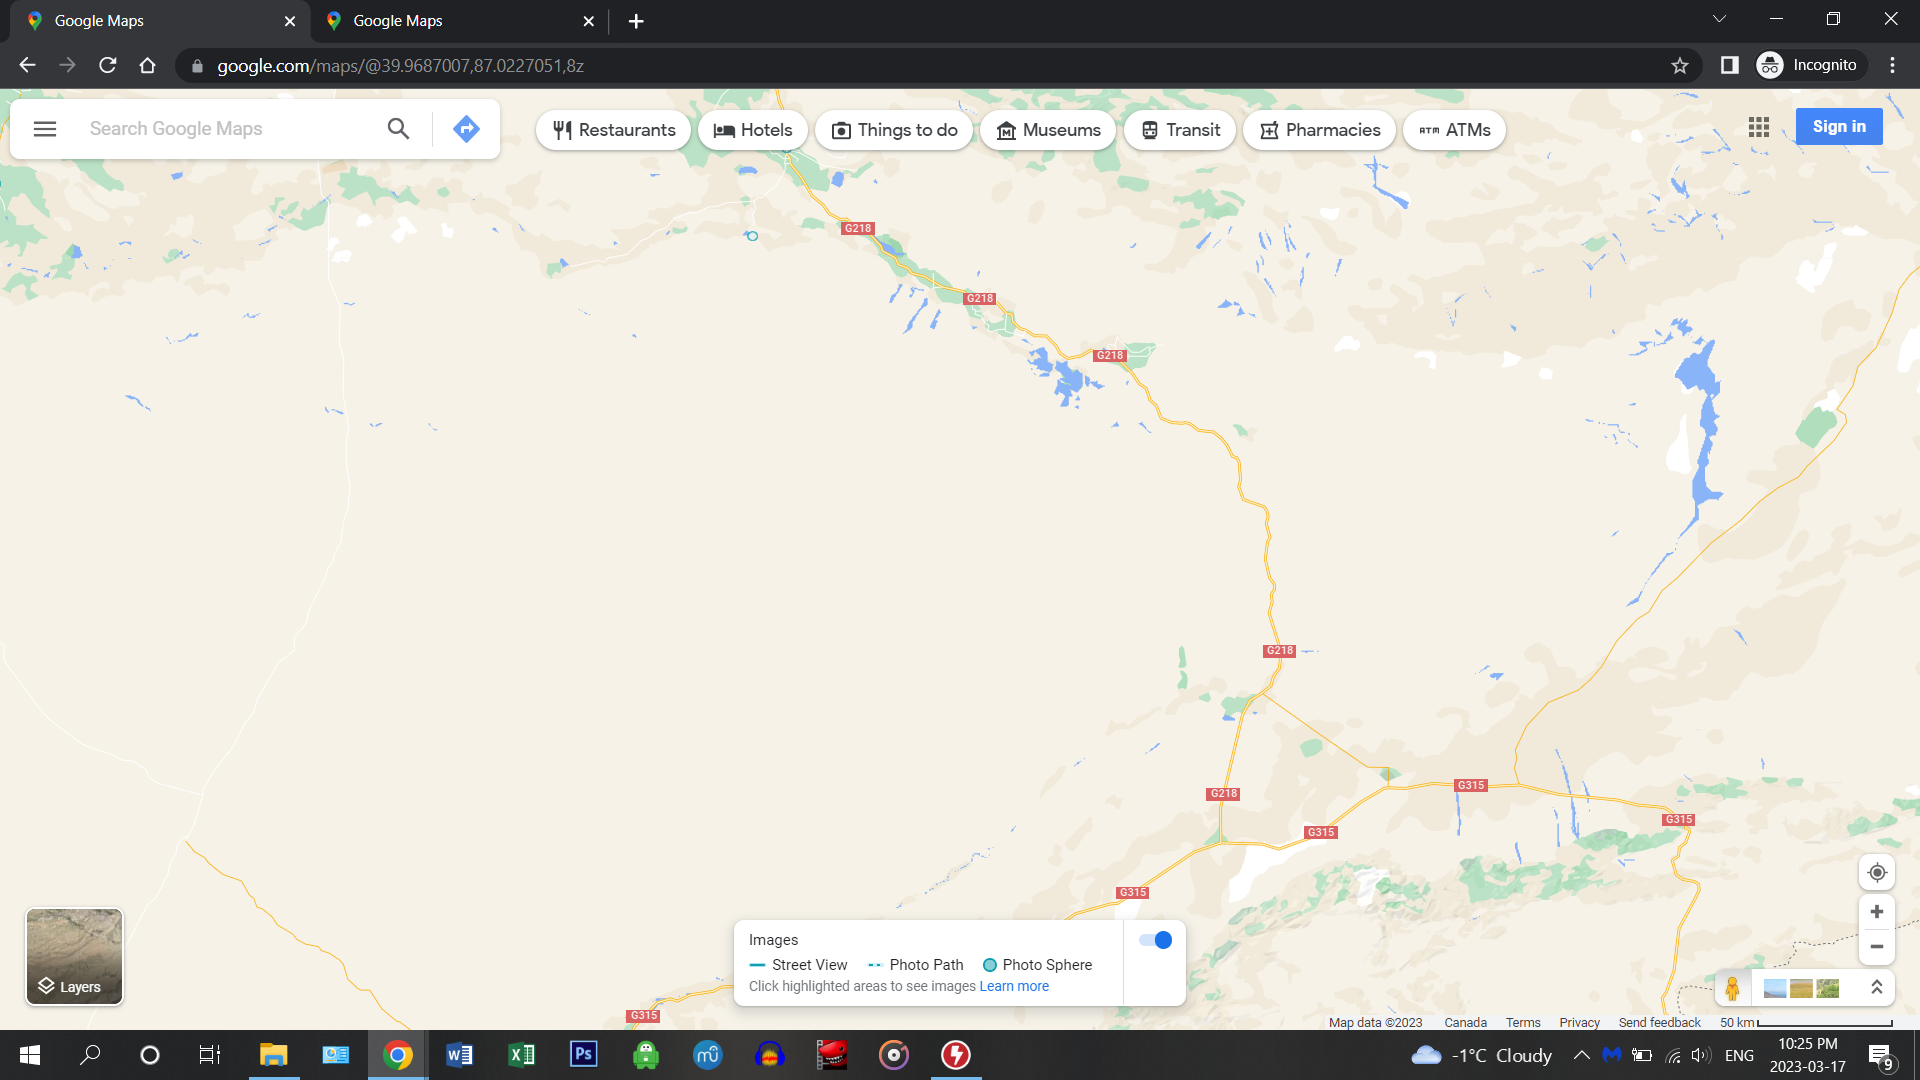 Google Maps
Google Maps
google.com/maps/@39.9687007,87.0227051,8z
Incognito
Search Google Maps
Restaurants
Hotels
Things to do
Museums
Transit
Pharmacies
ATM ATMs
Sign in
G218
G218
G218
G218
G218
G315
G315
G315
G315
G315
Layers
Images
Street View
Photo Path
Photo Sphere
Click highlighted areas to see images Learn more
Map data ©2023
Canada
Terms
Privacy
Send feedback
50 km
W
X
Ps
mu
-1°C Cloudy
ENG
10:25 PM
2023-03-17
9